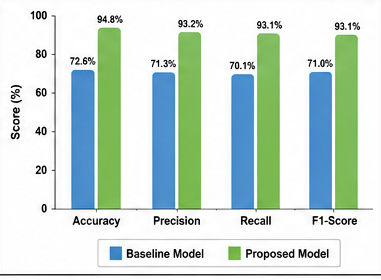 100
80
60
40
20
0
Score (%)
72.6% 94.8% 71.3% 93.2% 70.1% 93.1% 71.0% 93.1%
Accuracy Precision Recall F1-Score
Baseline Model Proposed Model